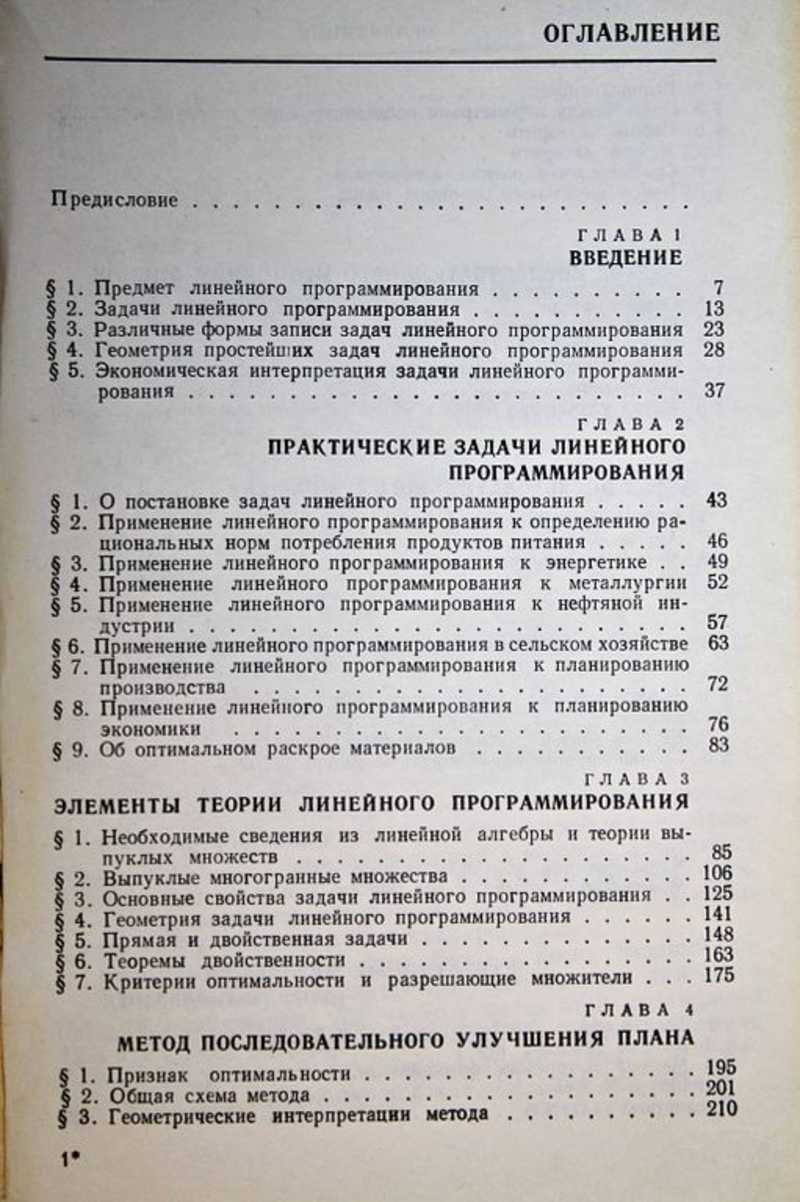 ОГЛАВЛЕНИЕ
Предисловие . . . . . . . . . . . . . . . . . . . . . . . . .
ГЛАВА 1
ВВЕДЕНИЕ
§ 1. Предмет линейного программирования . . . . . . . . . . 7
§ 2. Задачи линейного программирования . . . . . . . . . . . 13
§ 3. Различные формы записи задач линейного программирования 23
§ 4. Геометрия простейших задач линейного программирования 28
§ 5. Экономическая интерпретация задачи линейного программи-
рования . . . . . . . . . . . . . . . . . . . . . . . . . 37
ГЛАВА 2
ПРАКТИЧЕСКИЕ ЗАДАЧИ ЛИНЕЙНОГО
ПРОГРАММИРОВАНИЯ
§ 1. О постановке задач линейного программирования . . . . . 43
§ 2. Применение линейного программирования к определению ра-
циональных норм потребления продуктов питания . . . . . 46
§ 3. Применение линейного программирования к энергетике . . 49
§ 4. Применение линейного программирования к металлургии 52
§ 5. Применение линейного программирования к нефтяной ин-
дустрии . . . . . . . . . . . . . . . . . . . . . . . . . 57
§ 6. Применение линейного программирования в сельском хозяйстве 63
§ 7. Применение линейного программирования к планированию
производства . . . . . . . . . . . . . . . . . . . . . . 72
§ 8. Применение линейного программирования к планированию
экономики . . . . . . . . . . . . . . . . . . . . . . . 76
§ 9. Об оптимальном раскрое материалов . . . . . . . . . . . 83
ГЛАВА 3
ЭЛЕМЕНТЫ ТЕОРИИ ЛИНЕЙНОГО ПРОГРАММИРОВАНИЯ
§ 1. Необходимые сведения из линейной алгебры и теории вы-
пуклых множеств . . . . . . . . . . . . . . . . . . . . 85
§ 2. Выпуклые многогранные множества . . . . . . . . . . . . 106
§ 3. Основные свойства задачи линейного программирования . . 125
§ 4. Геометрия задачи линейного программирования . . . . . . 141
§ 5. Прямая и двойственная задачи . . . . . . . . . . . . . . 148
§ 6. Теоремы двойственности . . . . . . . . . . . . . . . . . 163
§ 7. Критерии оптимальности и разрешающие множители . . . 175
ГЛАВА 4
МЕТОД ПОСЛЕДОВАТЕЛЬНОГО УЛУЧШЕНИЯ ПЛАНА
§ 1. Признак оптимальности . . . . . . . . . . . . . . . . . 195
§ 2. Общая схема метода . . . . . . . . . . . . . . . . . . . 201
§ 3. Геометрические интерпретации метода . . . . . . . . . . 210
1*